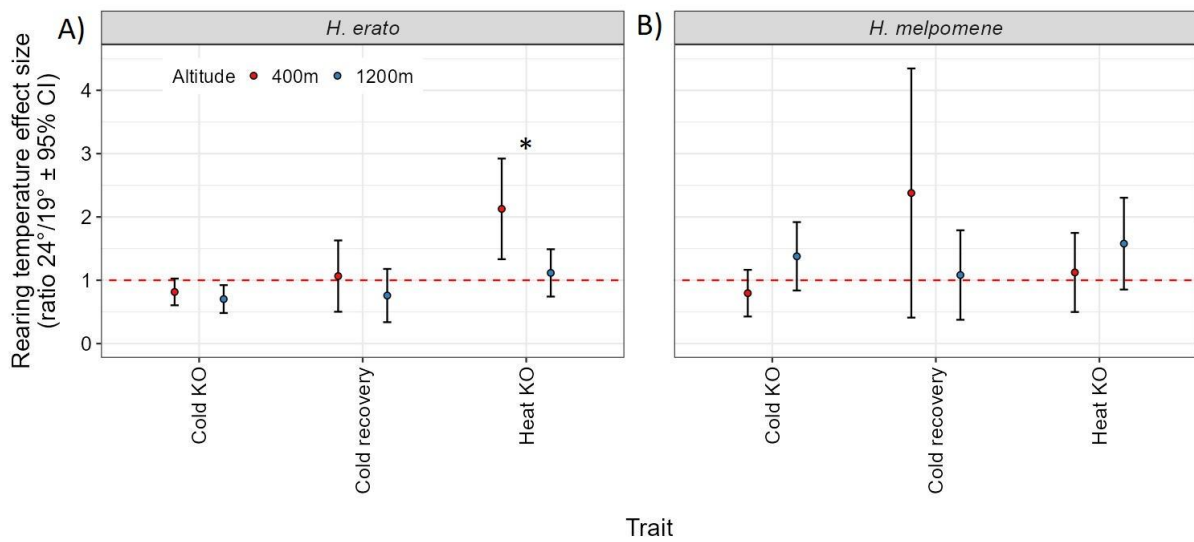 A)
H. erato
B)
H. melpomene
Rearing temperature effect size
(ratio 24°/19° ± 95% CI)
4
3
2
1
0
Altitude 400m 1200m
*
Cold KO
Cold recovery
Heat KO
Cold KO
Cold recovery
Heat KO
Trait